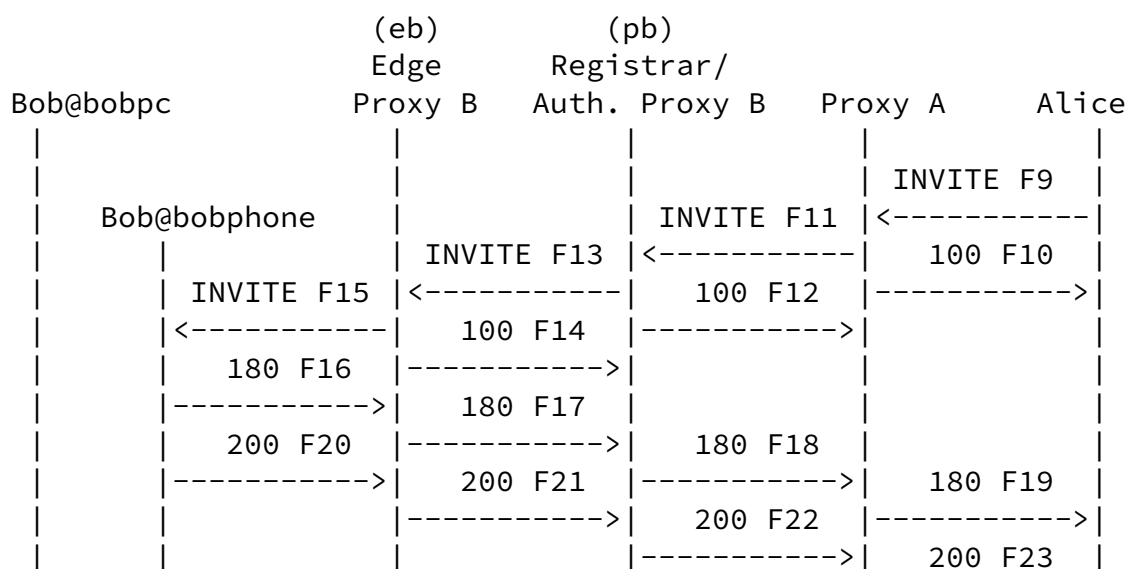 (eb) (pb)
Edge Registrar/
Bob@bobpc Proxy B Auth. Proxy B Proxy A Alice
INVITE F9
Bob@bobphone INVITE F11 <-----------
INVITE F13 <----------- 100 F10
INVITE F15 <----------- 100 F12 ----------->
<----------- 100 F14 ----------->
180 F16 ----------->
-----------> 180 F17
200 F20 -----------> 180 F18
-----------> 200 F21 -----------> 180 F19
-----------> 200 F22 ----------->
-----------> 200 F23